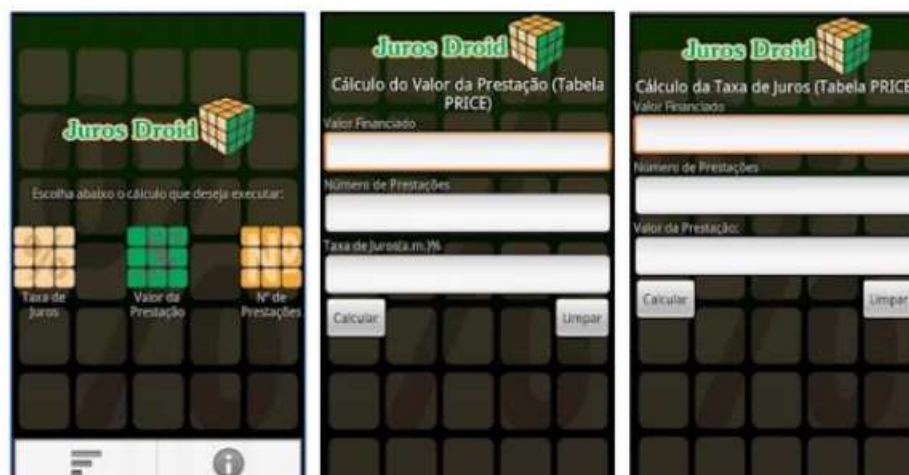 Juros Droid
Escolha abaixo o cálculo que deseja executar:
Taxa de
Juros
Valor da
Prestação
Nº de
Prestações
Juros Droid
Cálculo do Valor da Prestação (Tabela
PRICE)
Valor Financiado
Número de Prestações
Taxa de Juros(a.m.)%
Calcular
Limpar
Juros Droid
Cálculo da Taxa de Juros (Tabela PRICE
Valor Financiado
Número de Prestações
Valor da Prestação:
Calcular
Limpar